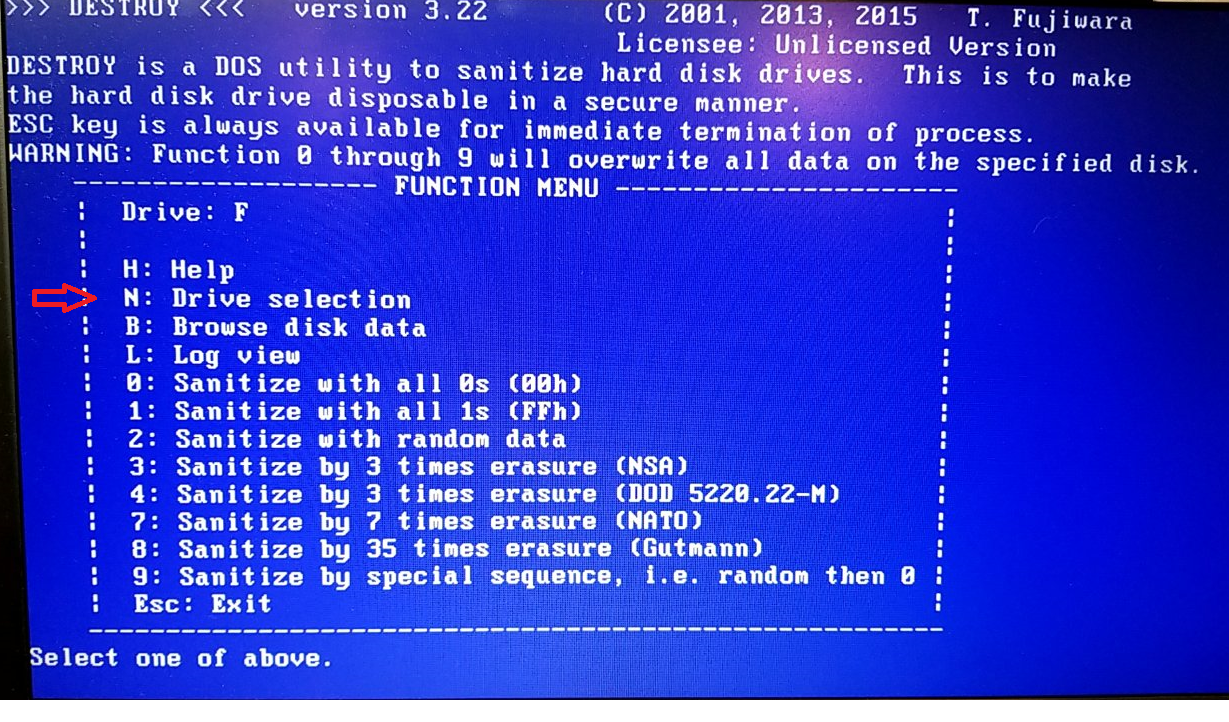 >>> DESTROY <<< version 3.22 (C) 2001, 2013, 2015 T. Fujiwara
Licensee: Unlicensed Version
DESTROY is a DOS utility to sanitize hard disk drives. This is to make
the hard disk drive disposable in a secure manner.
ESC key is always available for immediate termination of process.
WARNING: Function 0 through 9 will overwrite all data on the specified disk.
------------------- FUNCTION MENU ----------------------
Drive: F
H: Help
N: Drive selection
B: Browse disk data
L: Log view
0: Sanitize with all 0s (00h)
1: Sanitize with all 1s (FFh)
2: Sanitize with random data
3: Sanitize by 3 times erasure (NSA)
4: Sanitize by 3 times erasure (DOD 5220.22-M)
7: Sanitize by 7 times erasure (NATO)
8: Sanitize by 35 times erasure (Gutmann)
9: Sanitize by special sequence, i.e. random then 0
Esc: Exit
Select one of above.